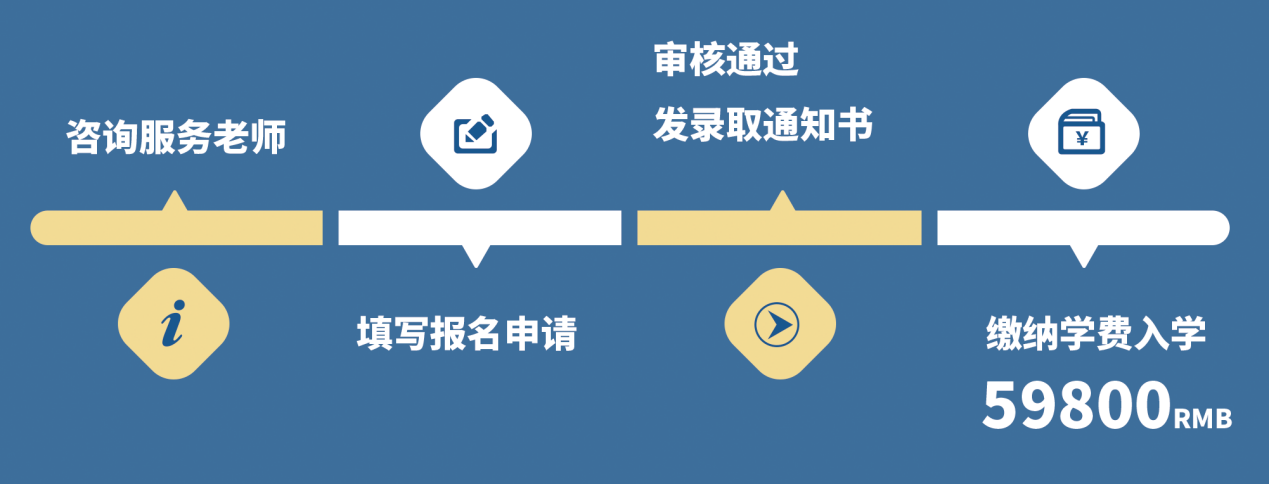 咨询服务老师
填写报名申请
审核通过
发录取通知书
¥
缴纳学费入学
59800RMB